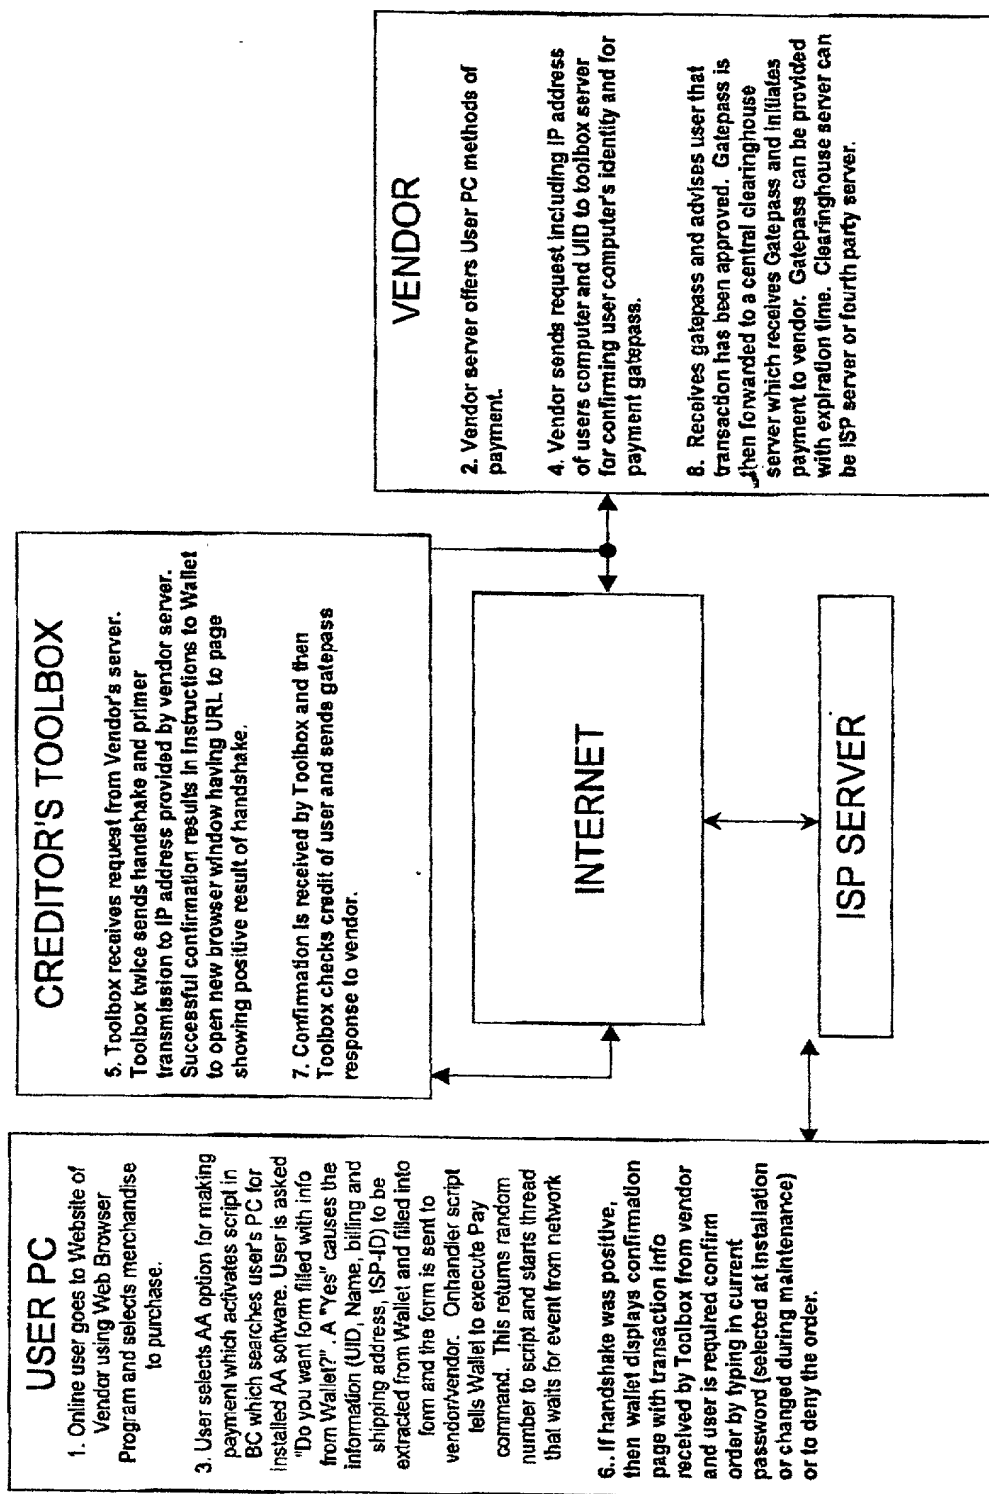 USER PC
1. Online user goes to Website of
Vendor using Web Browser
Program and selects merchandise
to purchase.
3. User selects AA option for making
payment which activates script in
BC which searches user's PC for
installed AA software. User is asked
"Do you want form filled with info
from Wallet?". A "Yes" causes the
information (UID, Name, billing and
shipping address, ISP-ID) to be
extracted from Wallet and filled into
form and the form is sent to
vendor/vendor. Onhandler script
tells Wallet to execute Pay
command. This returns random
number to script and starts thread
that waits for event from network
6.. If handshake was positive,
then wallet displays confirmation
page with transaction info
received by Toolbox from vendor
and user is required confirm
order by typing in current
password (selected at installation
or changed during maintenance)
or to deny the order.
CREDITOR'S TOOLBOX
5. Toolbox receives request from Vendor's server.
Toolbox twice sends handshake and primer
transmission to IP address provided by vendor server.
Successful confirmation results in instructions to Wallet
to open new browser window having URL to page
showing positive result of handshake.
7. Confirmation is received by Toolbox and then
Toolbox checks credit of user and sends gatepass
response to vendor.
INTERNET
ISP SERVER
VENDOR
2. Vendor server offers User PC methods of
payment.
4. Vendor sends request including IP address
of users computer and UID to toolbox server
for confirming user computer's identity and for
payment gatepass.
8. Receives gatepass and advises user that
transaction has been approved. Gatepass is
then forwarded to a central clearinghouse
server which receives Gatepass and initiates
payment to vendor. Gatepass can be provided
with expiration time. Clearinghouse server can
be ISP server or fourth party server.